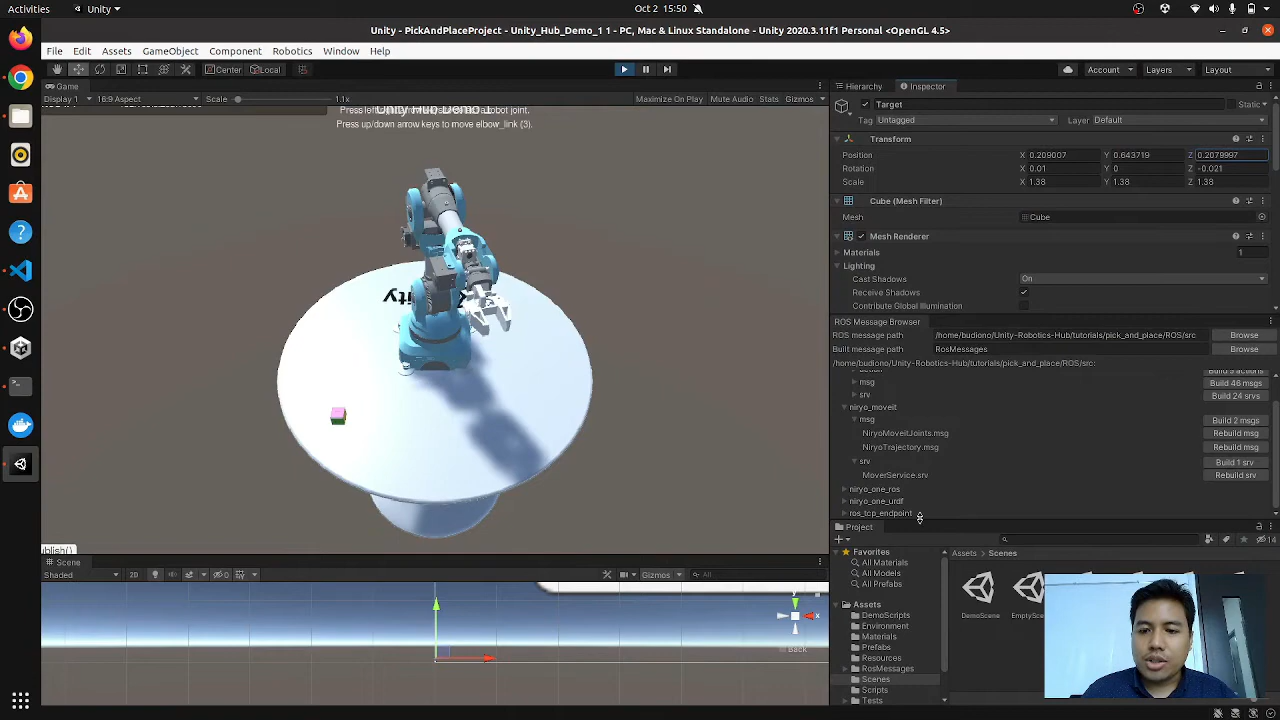 Activities
Unity
Oct 2 15:50
Unity - PickAndPlaceProject - Unity_Hub_Demo_1 1 - PC, Mac & Linux Standalone - Unity 2020.3.11f1 Personal <OpenGL 4.5>
File Edit Assets GameObject Component Robotics Window Help
Center Local
Account Layers Layout
Game
Hierarchy Inspector
Display 1 16:9 Aspect Scale 1.1x Maximize On Play Mute Audio Stats Gizmos
Target Static
Tag Untagged Layer Default
Press up/down arrow keys to move elbow_link (3).
Transform
Position X 0.209007 Y 0.643719 Z 0.2079997
Rotation X 0.01 Y 0 Z -0.021
Scale X 1.38 Y 1.38 Z 1.38
Cube (Mesh Filter)
Mesh Cube
Mesh Renderer
Materials 1
Lighting
Cast Shadows On
Receive Shadows
Contribute Global Illumination
ROS Message Browser
ROS message path /home/budiono/Unity-Robotics-Hub/tutorials/pick_and_place/ROS/src Browse
Built message path RosMessages Browse
/home/budiono/Unity-Robotics-Hub/tutorials/pick_and_place/ROS/src:
msg Build 46 msgs
srv Build 24 srvs
niryo_moveit
msg Build 2 msgs
NiryoMoveitJoints.msg Rebuild msg
NiryoTrajectory.msg Rebuild msg
srv Build 1 srv
MoverService.srv Rebuild srv
niryo_one_ros
niryo_one_urdf
ros_tcp_endpoint
Project
14
ublish()
Scene
Shaded 2D 0 Gizmos All
y
x
Back
Favorites
All Materials
All Models
All Prefabs
Assets
DemoScripts
Environment
Materials
Prefabs
Resources
RosMessages
Scenes
Scripts
Tests
Assets Scenes
DemoScene EmptySce